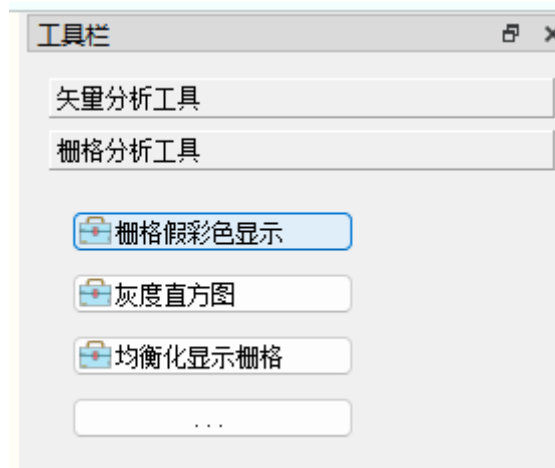 工具栏
矢量分析工具
栅格分析工具
栅格假彩色显示
灰度直方图
均衡化显示栅格
...